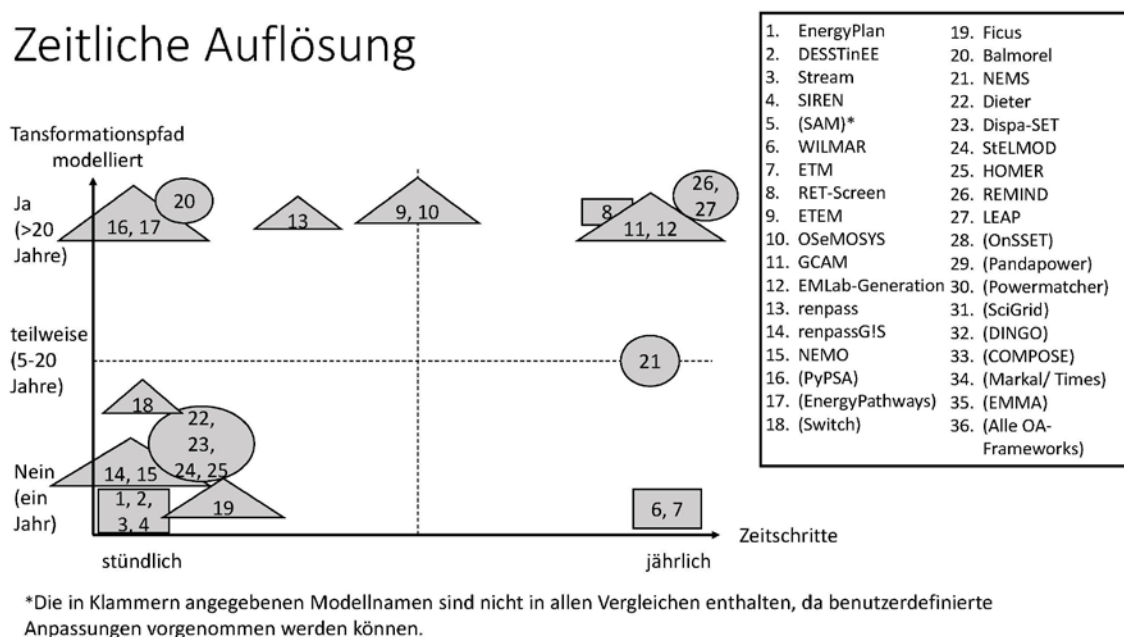 Zeitliche Auflösung
Tansformationspfad
modelliert
Ja
(>20
Jahre)
teilweise
(5-20
Jahre)
Nein
(ein
Jahr)
16, 17
20
13
9, 10
8
11, 12
26,
27
21
18
22,
23,
24, 25
14, 15
1, 2,
3, 4
19
6, 7
stündlich
jährlich
Zeitschritte
1. EnergyPlan
2. DESSTinEE
3. Stream
4. SIREN
5. (SAM)*
6. WILMAR
7. ETM
8. RET-Screen
9. ETEM
10. OSeMOSYS
11. GCAM
12. EMLab-Generation
13. renpass
14. renpassG!S
15. NEMO
16. (PyPSA)
17. (EnergyPathways)
18. (Switch)
19. Ficus
20. Balmorel
21. NEMS
22. Dieter
23. Dispa-SET
24. StELMOD
25. HOMER
26. REMIND
27. LEAP
28. (OnSSET)
29. (Pandapower)
30. (Powermatcher)
31. (SciGrid)
32. (DINGO)
33. (COMPOSE)
34. (Markal/ Times)
35. (EMMA)
36. (Alle OA-
Frameworks)
*Die in Klammern angegebenen Modellnamen sind nicht in allen Vergleichen enthalten, da benutzerdefinierte
Anpassungen vorgenommen werden können.